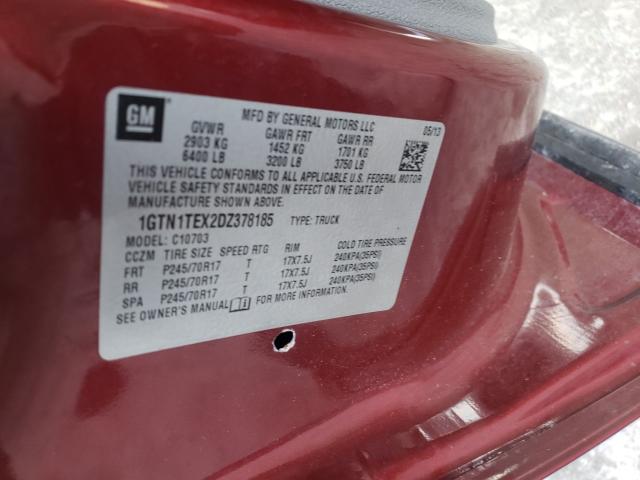 GM
MFD BY GENERAL MOTORS LLC
05/13
GVWR GAWR FRT GAWR RR
2903 KG 1452 KG 1701 KG
6400 LB 3200 LB 3750 LB
THIS VEHICLE CONFORMS TO ALL APPLICABLE U.S. FEDERAL MOTOR
VEHICLE SAFETY STANDARDS IN EFFECT ON THE DATE OF
MANUFACTURE SHOWN ABOVE.
1GTN1TEX2DZ378185 TYPE: TRUCK
MODEL: C10703
CCZM TIRE SIZE SPEED RTG RIM COLD TIRE PRESSURE
FRT P245/70R17 T 17X7.5J 240KPA(35PSI)
RR P245/70R17 T 17X7.5J 240KPA(35PSI)
SPA P245/70R17 T 17X7.5J 240KPA(35PSI)
SEE OWNER'S MANUAL FOR MORE INFORMATION.